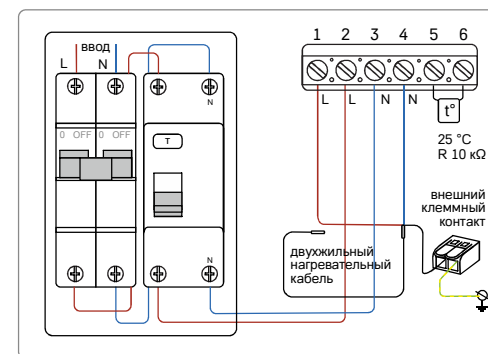 ввод
L N
N
0 OFF 0 OFF
T
N
1 2 3 4 5 6
L L N N
t°
25 °C
R 10 кΩ
внешний
клеммный
контакт
двухжильный
нагревательный
кабель